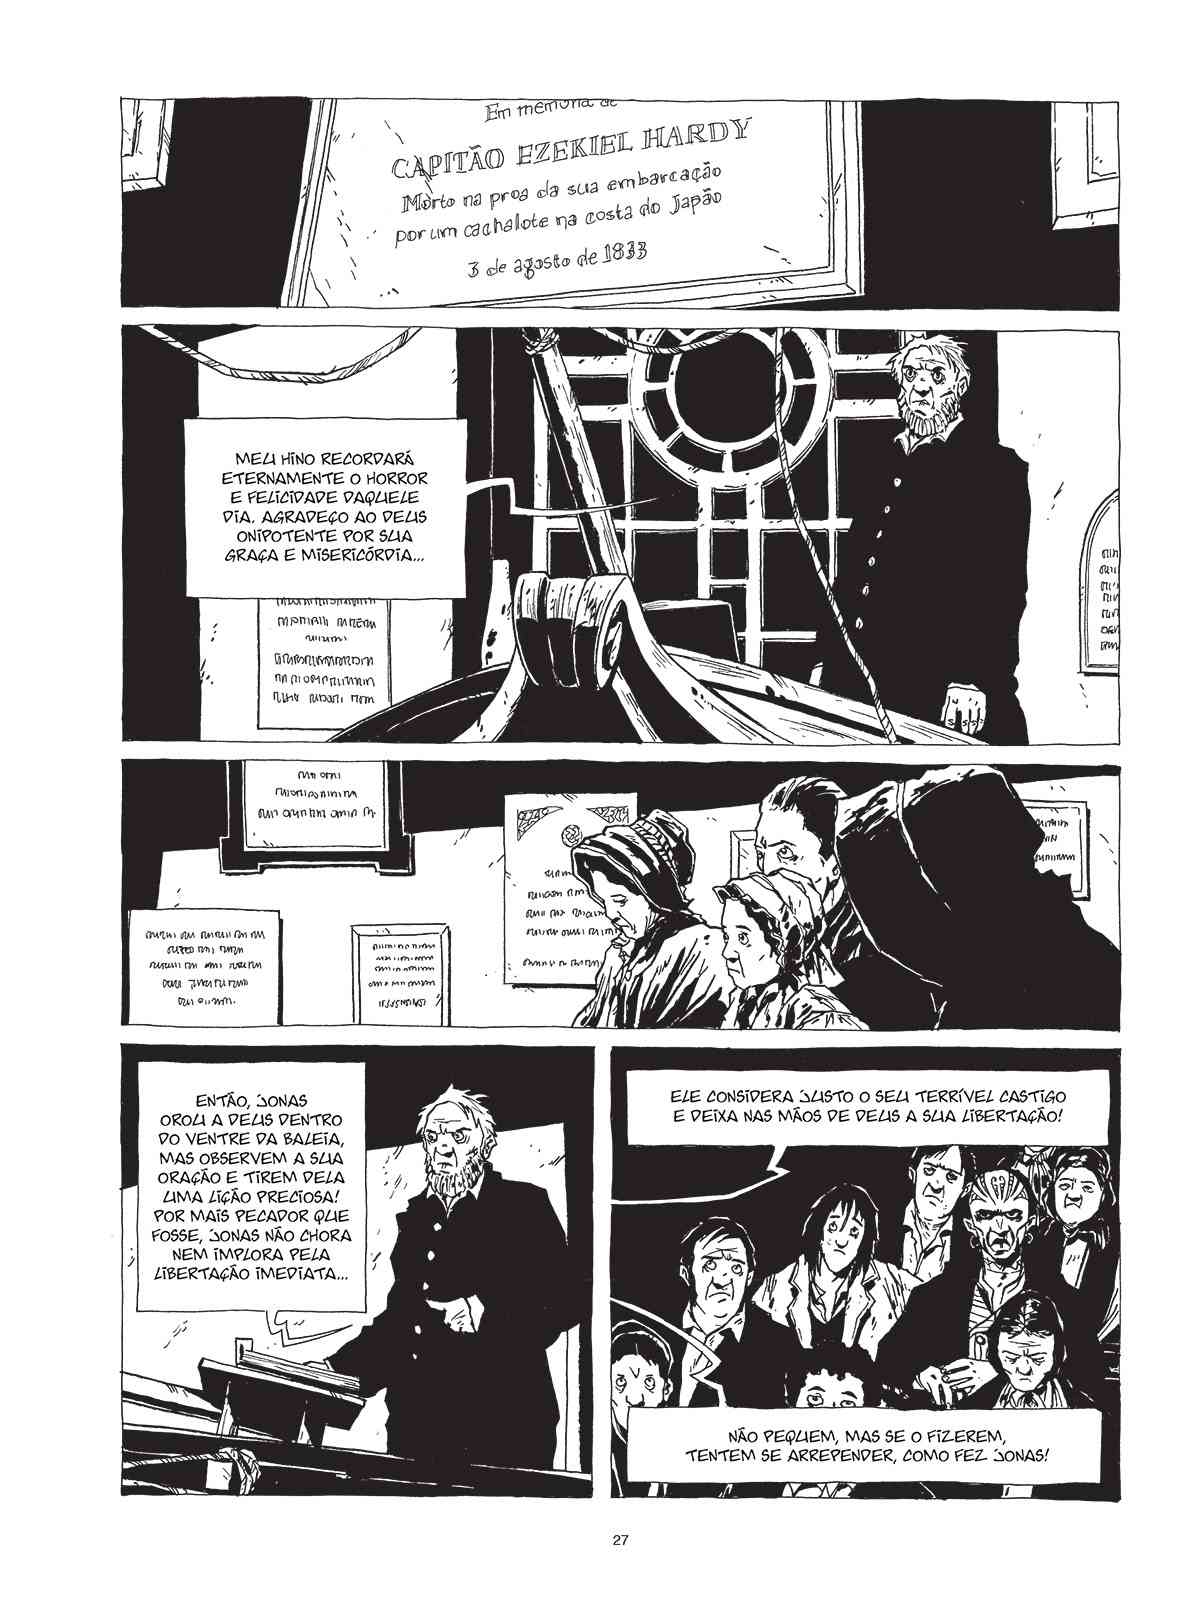 Em memória de
CAPITÃO EZEKIEL HARDY
Morto na proa da sua embarcação
por um cachalote na costa do Japão
3 de agosto de 1833
MEU HINO RECORDARÁ
ETERNAMENTE O HORROR
E FELICIDADE DAQUELE
DIA. AGRADEÇO AO DEUS
ONIPOTENTE POR SUA
GRAÇA E MISERICÓRDIA...
ENTÃO, JONAS
OROU A DEUS DENTRO
DO VENTRE DA BALEIA,
MAS OBSERVEM A SUA
ORAÇÃO E TIREM DELA
UMA LIÇÃO PRECIOSA!
POR MAIS PECADOR QUE
FOSSE, JONAS NÃO CHORA
NEM IMPLORA PELA
LIBERTAÇÃO IMEDIATA...
ELE CONSIDERA JUSTO O SEU TERRÍVEL CASTIGO
E DEIXA NAS MÃOS DE DEUS A SUA LIBERTAÇÃO!
NÃO PEQUEM, MAS SE O FIZEREM,
TENTEM SE ARREPENDER, COMO FEZ JONAS!
27